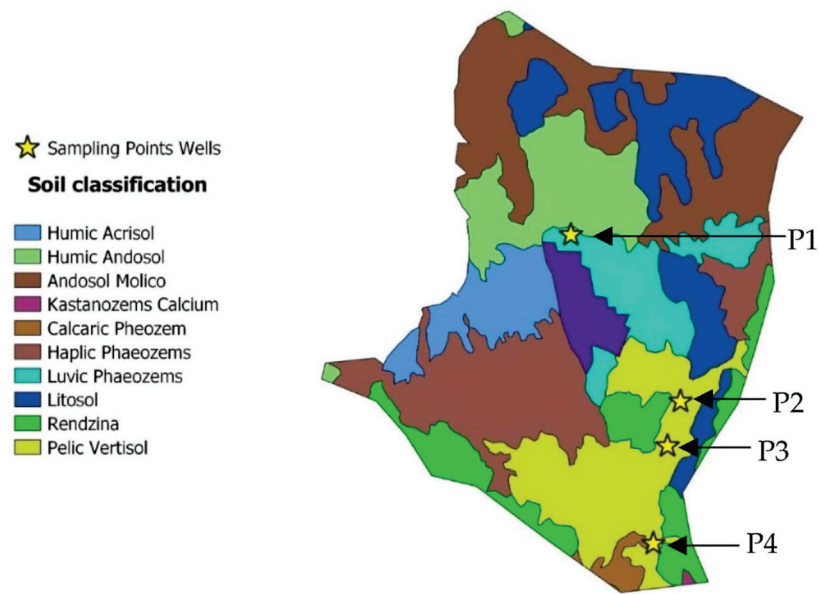 Sampling Points Wells
Soil classification
Humic Acrisol
Humic Andosol
Andosol Molico
Kastanozems Calcium
Calcaric Pheozem
Haplic Phaeozems
Luvic Phaeozems
Litosol
Rendzina
Pelic Vertisol
P1
P2
P3
P4